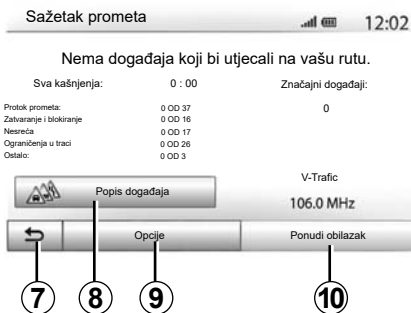 Sažetak prometa 12:02
Nema događaja koji bi utjecali na vašu rutu.
Sva kašnjenja: 0 : 00 Značajni događaji:
Protok prometa: 0 OD 37 0
Zatvaranje i blokiranje 0 OD 16
Nesreća 0 OD 17
Ograničenja u traci 0 OD 26
Ostalo: 0 OD 3
V-Trafic
Popis događaja 106.0 MHz
Opcije Ponudi obilazak
7 8 9 10